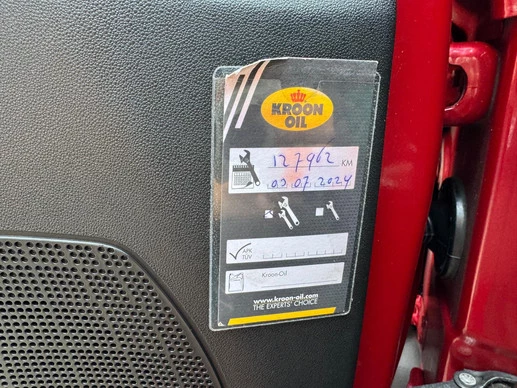 KROON
OIL
127962 KM
03.07.2024
APK
TÜV
Kroon-Oil
www.kroon-oil.com
THE EXPERTS' CHOICE